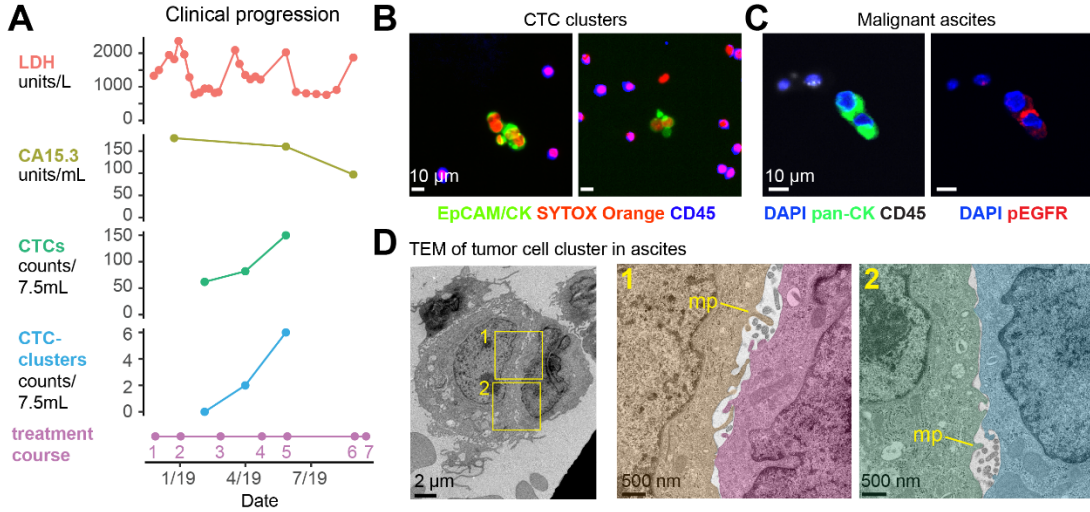 A
Clinical progression
LDH
units/L
2000
1000
0
CA15.3
units/mL
150
100
50
0
CTCs
counts/
7.5mL
150
100
50
0
CTC-
clusters
counts/
7.5mL
6
4
2
0
treatment
course
1 2 3 4 5 6 7
1/19 4/19 7/19
Date
B
CTC clusters
10 µm
EpCAM/CK SYTOX Orange CD45
C
Malignant ascites
10 µm
DAPI pan-CK CD45
DAPI pEGFR
D TEM of tumor cell cluster in ascites
1
2
2 µm
1
mp
500 nm
2
mp
500 nm